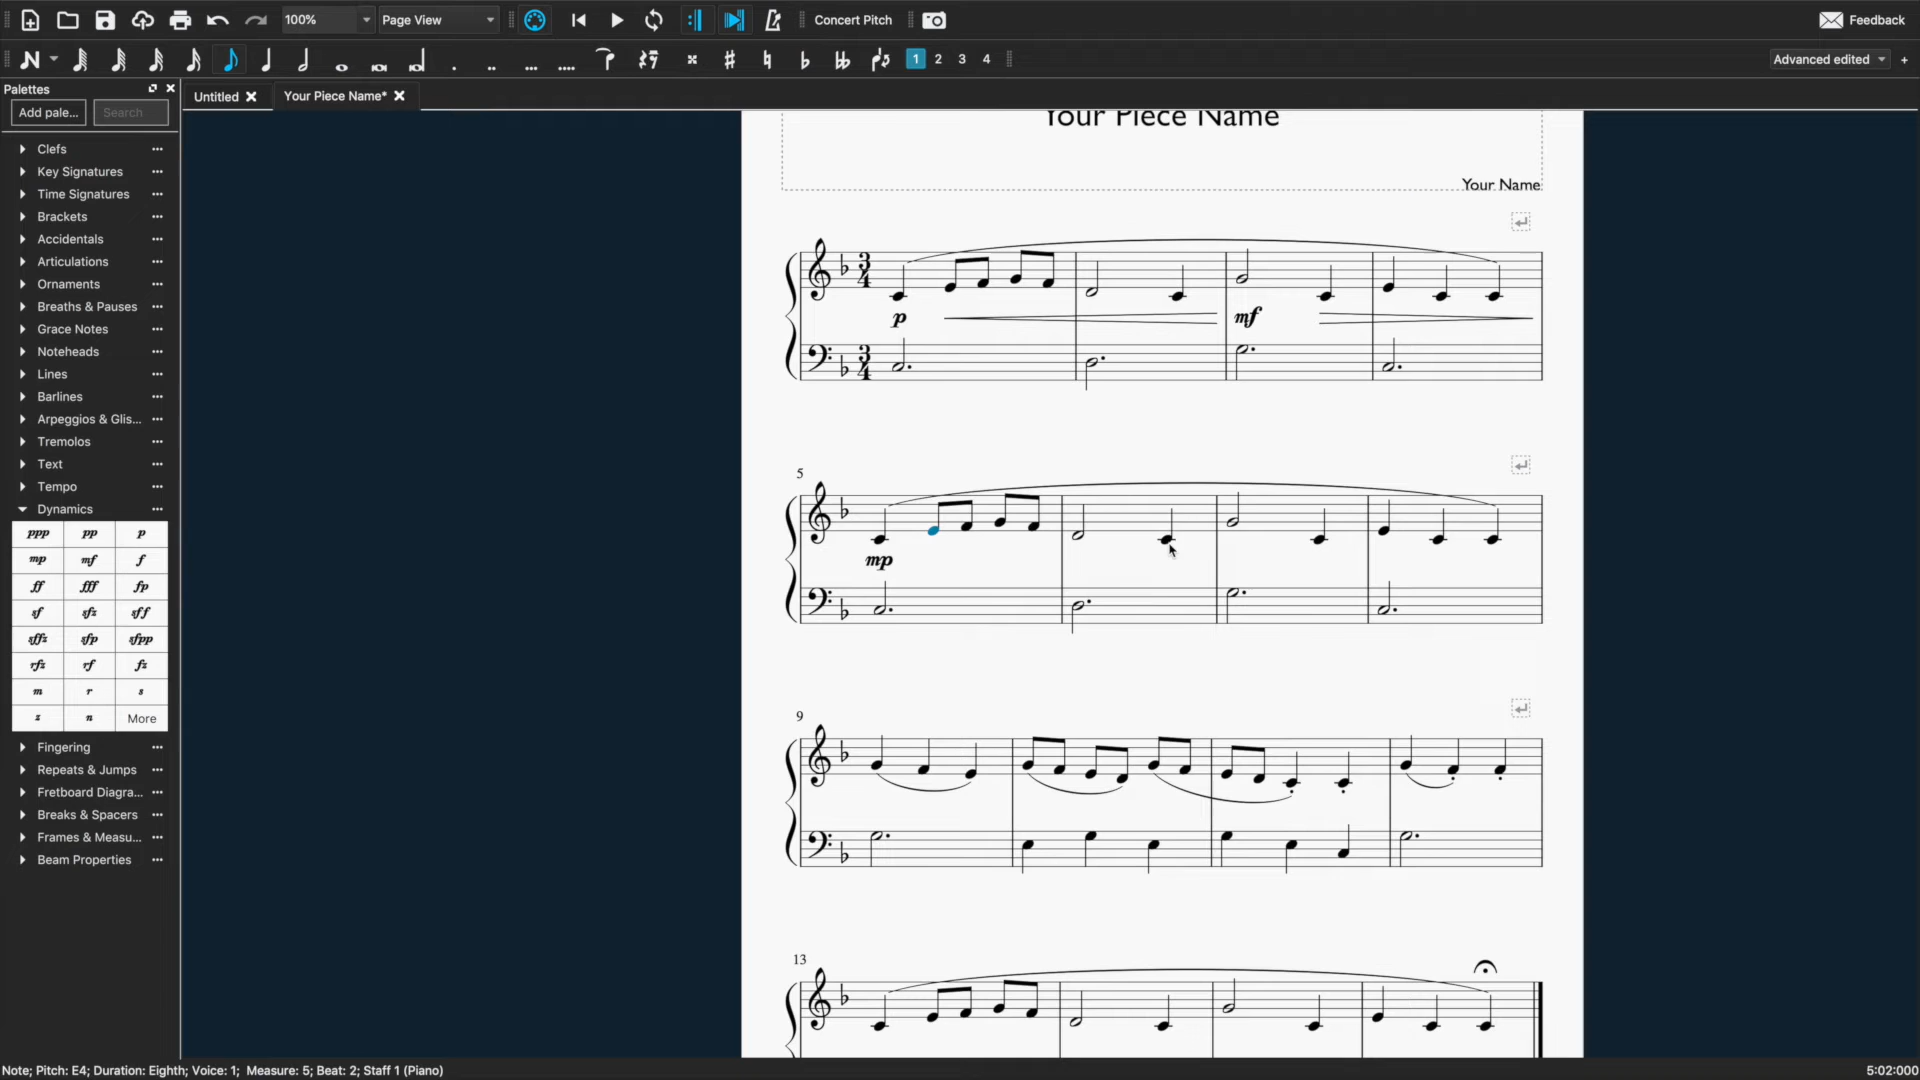 100%
Page View
Concert Pitch
Feedback
1 2 3 4
Advanced edited
+
Palettes
Add pale...
Search
Untitled
Your Piece Name*
Clefs
Key Signatures
Time Signatures
Brackets
Accidentals
Articulations
Ornaments
Breaths & Pauses
Grace Notes
Noteheads
Lines
Barlines
Arpeggios & Glis...
Tremolos
Text
Tempo
Dynamics
ppp pp p
mp mf f
ff fff fp
sf sfz sff
sffz sfp sfpp
rfz rf fz
m r s
z n More
Fingering
Repeats & Jumps
Fretboard Diagra...
Breaks & Spacers
Frames & Measu...
Beam Properties
Your Piece Name
Your Name
3 4
p mf
3 4
5
mp
9
13
Note; Pitch: E4; Duration: Eighth; Voice: 1; Measure: 5; Beat: 2; Staff 1 (Piano)
5:02:000